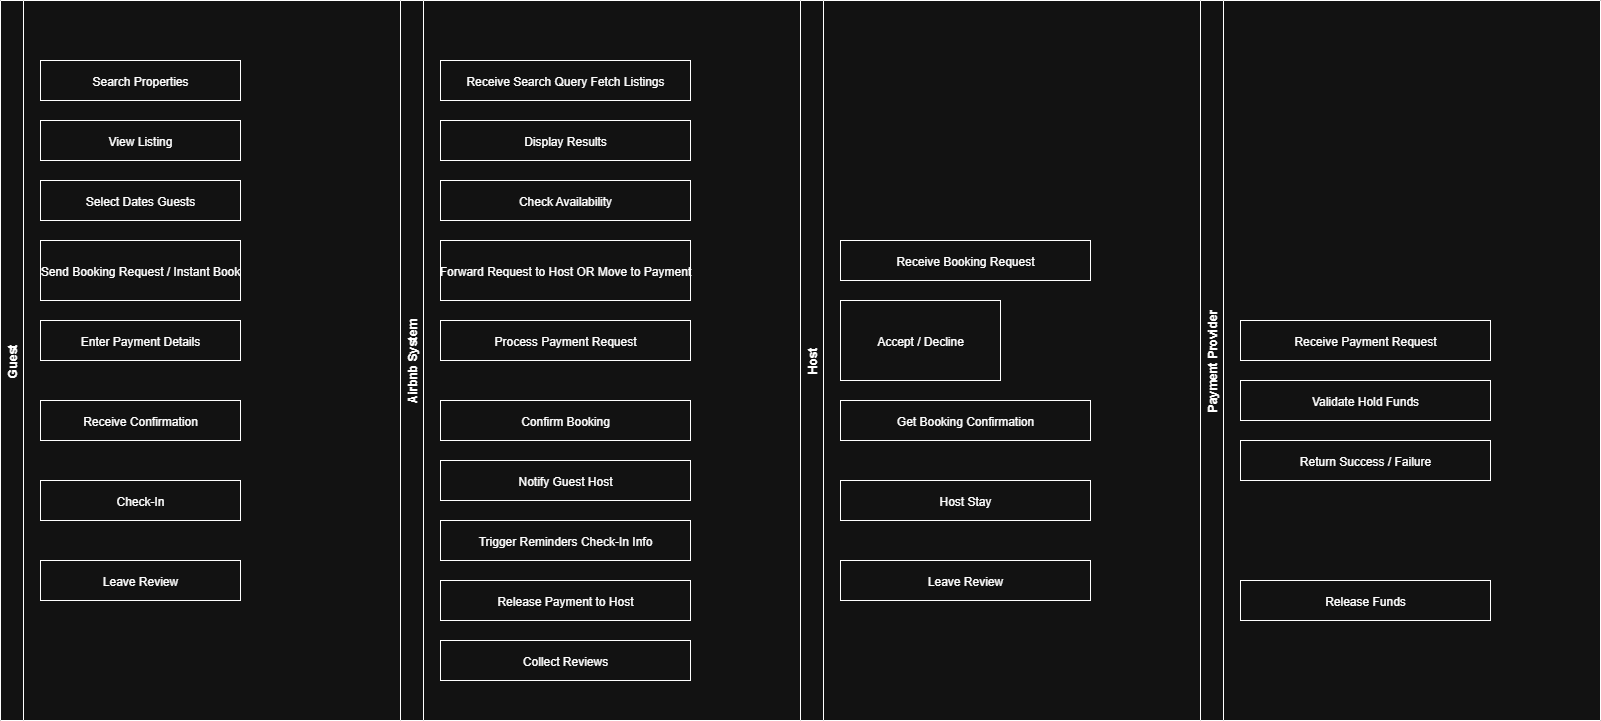 Guest
Search Properties
View Listing
Select Dates Guests
Send Booking Request / Instant Book
Enter Payment Details
Receive Confirmation
Check-In
Leave Review
Airbnb System
Receive Search Query Fetch Listings
Display Results
Check Availability
Forward Request to Host OR Move to Payment
Process Payment Request
Confirm Booking
Notify Guest Host
Trigger Reminders Check-In Info
Release Payment to Host
Collect Reviews
Host
Receive Booking Request
Accept / Decline
Get Booking Confirmation
Host Stay
Leave Review
Payment Provider
Receive Payment Request
Validate Hold Funds
Return Success / Failure
Release Funds